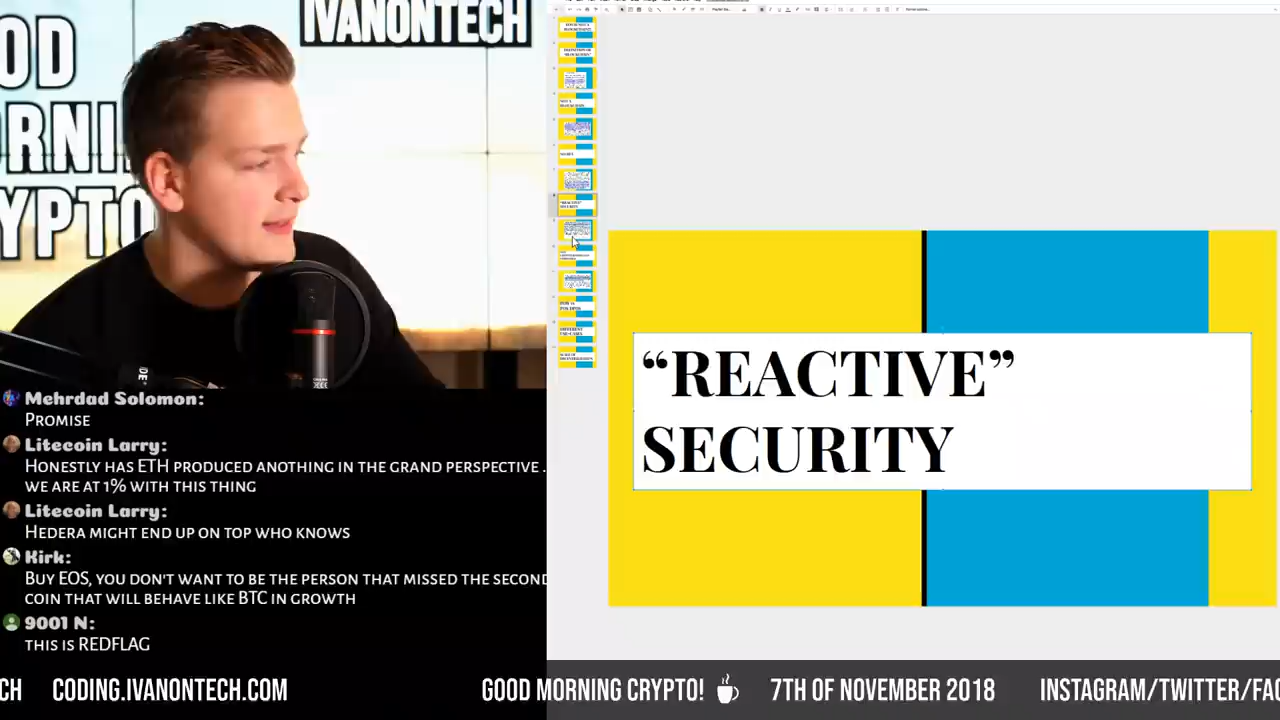 IVANONTECH
OD
RNI
YPTO
Mehrdad Solomon:
PROMISE
Litecoin Larry:
HONESTLY HAS ETH PRODUCED ANOTHING IN THE GRAND PERSPECTIVE .
WE ARE AT 1% WITH THIS THING
Litecoin Larry:
HEDERA MIGHT END UP ON TOP WHO KNOWS
Kirk:
BUY EOS, YOU DON'T WANT TO BE THE PERSON THAT MISSED THE SECOND
COIN THAT WILL BEHAVE LIKE BTC IN GROWTH
9001 N:
THIS IS REDFLAG
“REACTIVE”
SECURITY
CH CODING.IVANONTECH.COM GOOD MORNING CRYPTO! 7TH OF NOVEMBER 2018 INSTAGRAM/TWITTER/FAC